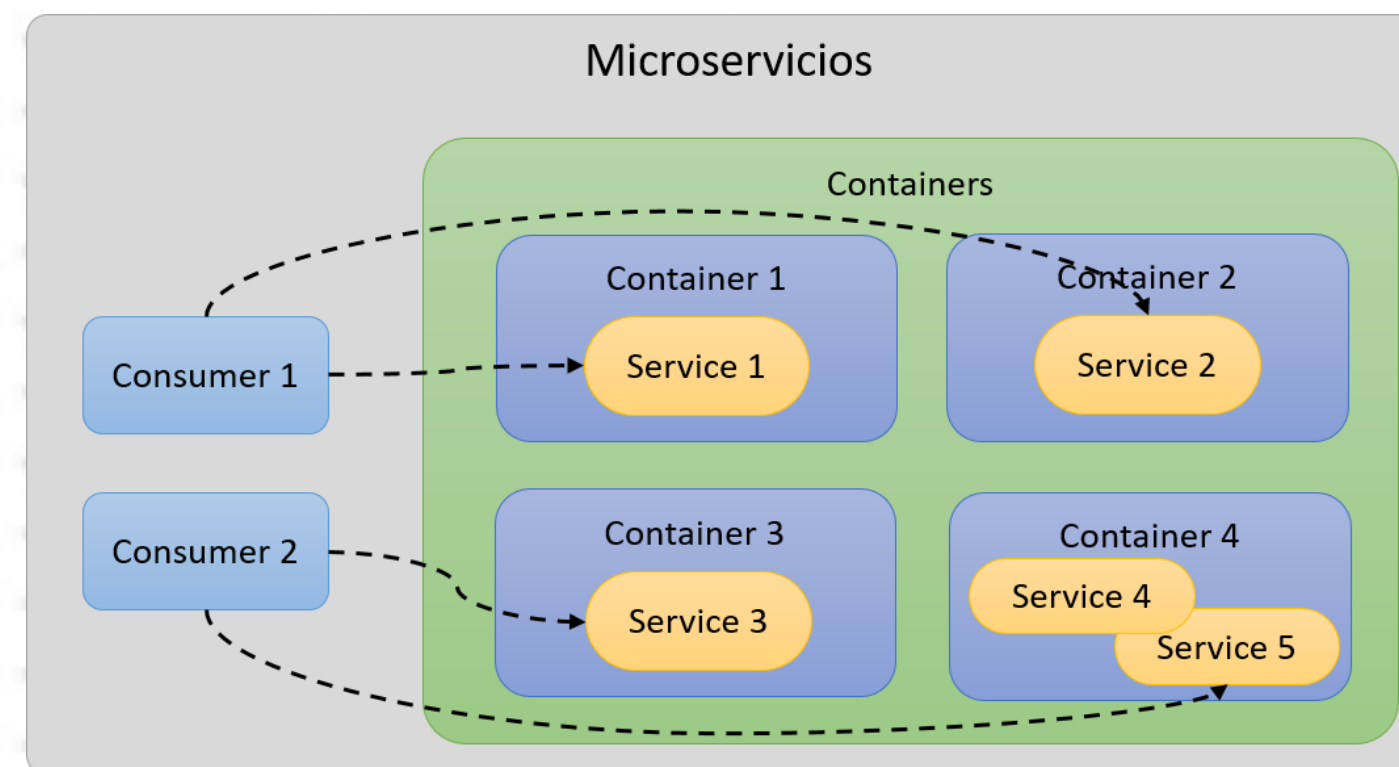 Microservicios
Containers
Container 1
Container 2
Consumer 1
Service 1
Service 2
Consumer 2
Container 3
Container 4
Service 3
Service 4
Service 5